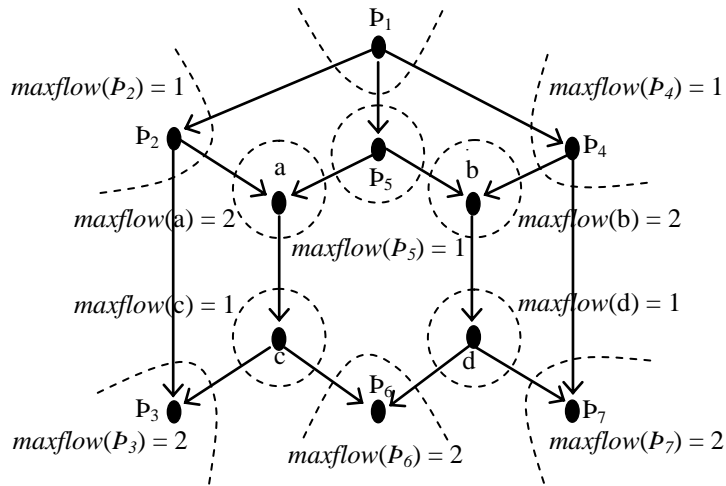 Þ1
maxflow(Þ2) = 1
maxflow(Þ4) = 1
Þ2
a
Þ5
b
Þ4
maxflow(a) = 2
maxflow(b) = 2
maxflow(Þ5) = 1
maxflow(c) = 1
maxflow(d) = 1
c
d
Þ3
Þ6
Þ7
maxflow(Þ3) = 2
maxflow(Þ6) = 2
maxflow(Þ7) = 2